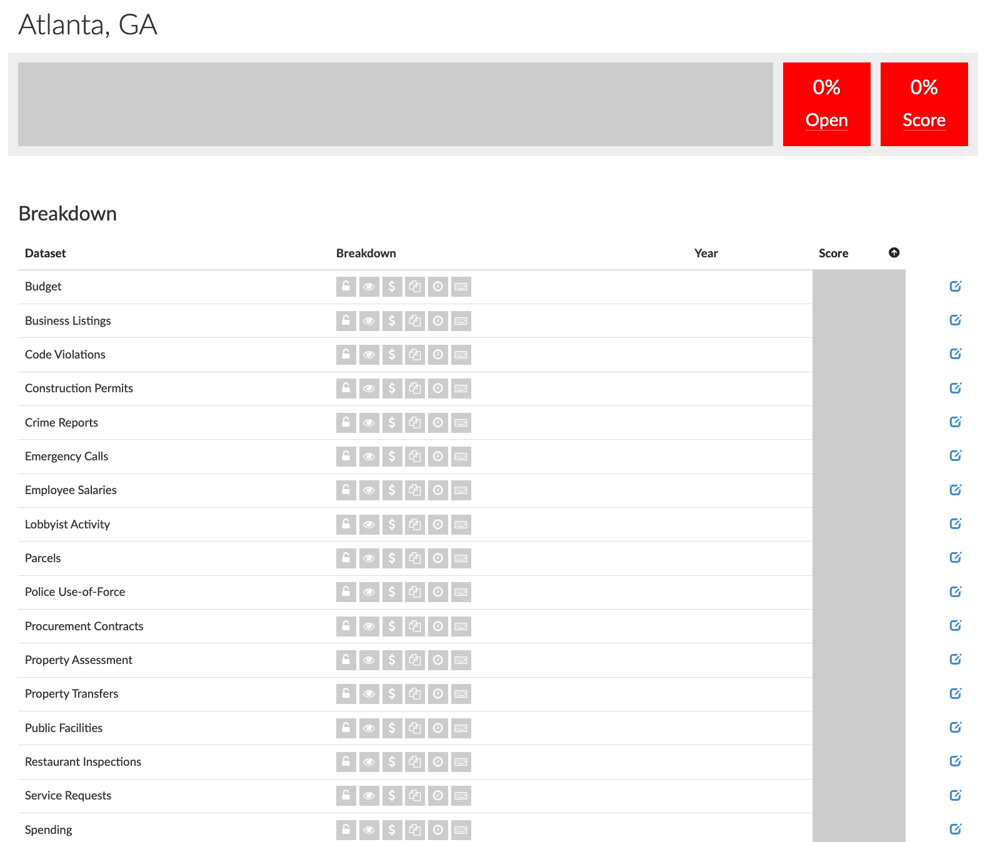 Atlanta, GA
0% 0%
Open Score
Breakdown
Dataset Breakdown Year Score
Budget $
Business Listings $
Code Violations $
Construction Permits $
Crime Reports $
Emergency Calls $
Employee Salaries $
Lobbyist Activity $
Parcels $
Police Use-of-Force $
Procurement Contracts $
Property Assessment $
Property Transfers $
Public Facilities $
Restaurant Inspections $
Service Requests $
Spending $